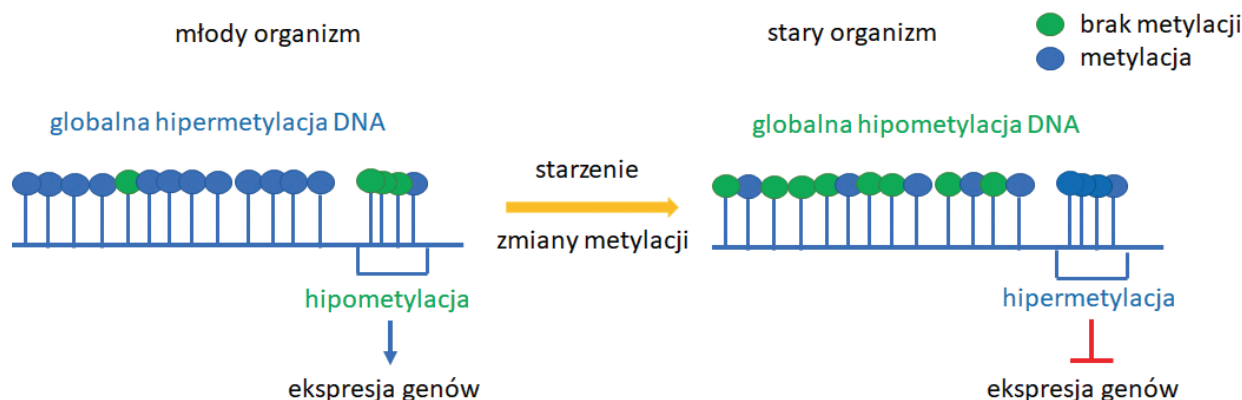 młody organizm
stary organizm
brak metylacji
metylacja
globalna hipermetylacja DNA
globalna hipometylacja DNA
starzenie
zmiany metylacji
hipometylacja
hipermetylacja
ekspresja genów
ekspresja genów